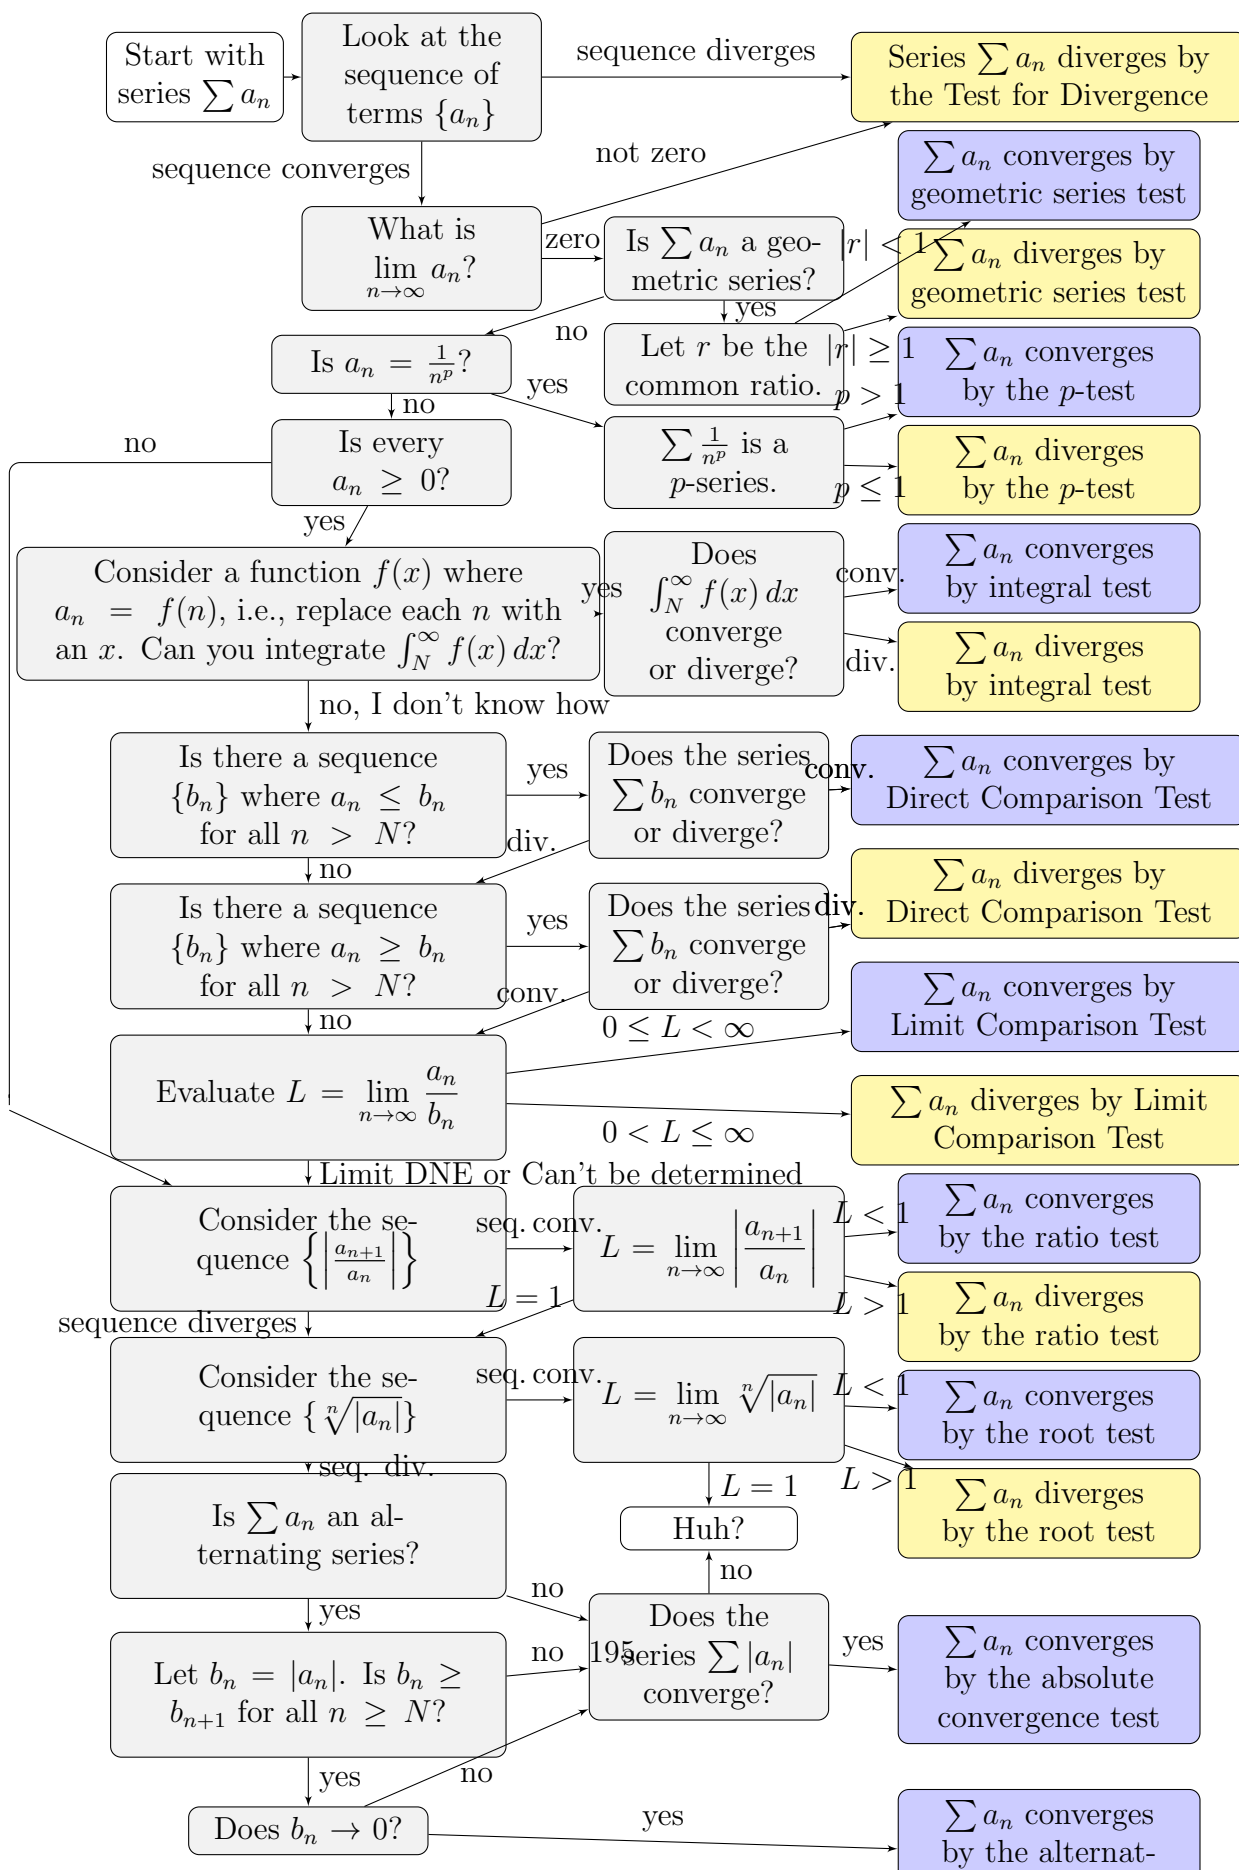 Start with
series ∑ aₙ
Look at the
sequence of
terms {aₙ}
sequence diverges
Series ∑ aₙ diverges by
the Test for Divergence
sequence converges
not zero
∑ aₙ converges by
geometric series test
What is
lim n→∞ aₙ?
zero
Is ∑ aₙ a geo-
metric series?
|r| < 1
∑ aₙ diverges by
geometric series test
yes
no
Let r be the
common ratio.
|r| ≥ 1
Is aₙ = 1/nᵖ?
yes
no
p > 1
∑ aₙ converges
by the p-test
no
Is every
aₙ ≥ 0?
∑ 1/nᵖ is a
p-series.
p ≤ 1
∑ aₙ diverges
by the p-test
yes
Consider a function f(x) where
aₙ = f(n), i.e., replace each n with
an x. Can you integrate ∫_N^∞ f(x) dx?
yes
Does
∫_N^∞ f(x) dx
converge
or diverge?
conv.
∑ aₙ converges
by integral test
div.
∑ aₙ diverges
by integral test
no, I don't know how
Is there a sequence
{bₙ} where aₙ ≤ bₙ
for all n > N?
yes
Does the series
∑ bₙ converge
or diverge?
conv.
∑ aₙ converges by
Direct Comparison Test
div.
no
Is there a sequence
{bₙ} where aₙ ≥ bₙ
for all n > N?
yes
Does the series
∑ bₙ converge
or diverge?
div.
∑ aₙ diverges by
Direct Comparison Test
conv.
no
Evaluate L = lim n→∞ aₙ/bₙ
0 ≤ L < ∞
∑ aₙ converges by
Limit Comparison Test
0 < L ≤ ∞
∑ aₙ diverges by Limit
Comparison Test
Limit DNE or Can't be determined
Consider the se-
quence {|aₙ₊₁/aₙ|}
seq. conv.
L = lim n→∞ |aₙ₊₁/aₙ|
L < 1
∑ aₙ converges
by the ratio test
L > 1
∑ aₙ diverges
by the ratio test
L = 1
sequence diverges
Consider the se-
quence {ⁿ√|aₙ|}
seq. conv.
L = lim n→∞ ⁿ√|aₙ|
L < 1
∑ aₙ converges
by the root test
L > 1
∑ aₙ diverges
by the root test
seq. div.
L = 1
Huh?
Is ∑ aₙ an al-
ternating series?
no
no
yes
Does the
series ∑ |aₙ|
converge?
yes
∑ aₙ converges
by the absolute
convergence test
Let bₙ = |aₙ|. Is bₙ ≥
bₙ₊₁ for all n ≥ N?
no
195
yes
no
Does bₙ → 0?
yes
∑ aₙ converges
by the alternat-